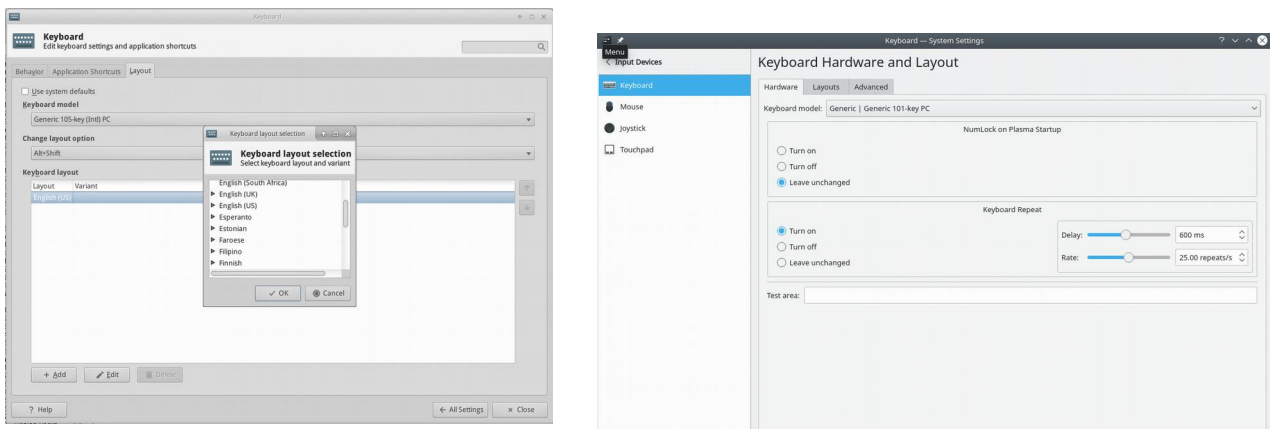 Keyboard
Keyboard
Edit keyboard settings and application shortcuts
Behavior Application Shortcuts Layout
Use system defaults
Keyboard model
Generic 105-key (Intl) PC
Change layout option
Alt+Shift
Keyboard layout
Layout Variant
English (US)
Keyboard layout selection
Keyboard layout selection
Select keyboard layout and variant
English (South Africa)
English (UK)
English (US)
Esperanto
Estonian
Faroese
Filipino
Finnish
OK Cancel
Add Edit Delete
? Help
All Settings Close
Keyboard — System Settings
Menu
Input Devices
Keyboard
Mouse
Joystick
Touchpad
Keyboard Hardware and Layout
Hardware Layouts Advanced
Keyboard model: Generic | Generic 101-key PC
NumLock on Plasma Startup
Turn on
Turn off
Leave unchanged
Keyboard Repeat
Turn on
Turn off
Leave unchanged
Delay: 600 ms
Rate: 25.00 repeats/s
Test area: